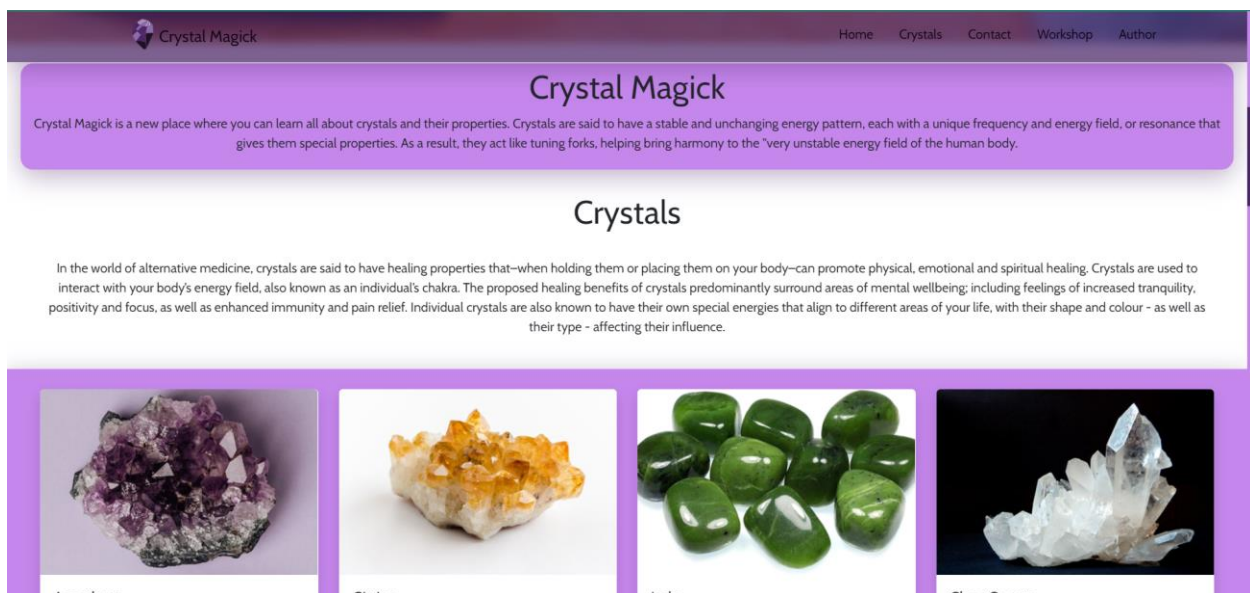 Crystal Magick
Home Crystals Contact Workshop Author
Crystal Magick
Crystal Magick is a new place where you can learn all about crystals and their properties. Crystals are said to have a stable and unchanging energy pattern, each with a unique frequency and energy field, or resonance that
gives them special properties. As a result, they act like tuning forks, helping bring harmony to the "very unstable energy field of the human body.
Crystals
In the world of alternative medicine, crystals are said to have healing properties that–when holding them or placing them on your body–can promote physical, emotional and spiritual healing. Crystals are used to
interact with your body's energy field, also known as an individual's chakra. The proposed healing benefits of crystals predominantly surround areas of mental wellbeing; including feelings of increased tranquility,
positivity and focus, as well as enhanced immunity and pain relief. Individual crystals are also known to have their own special energies that align to different areas of your life, with their shape and colour - as well as
their type - affecting their influence.